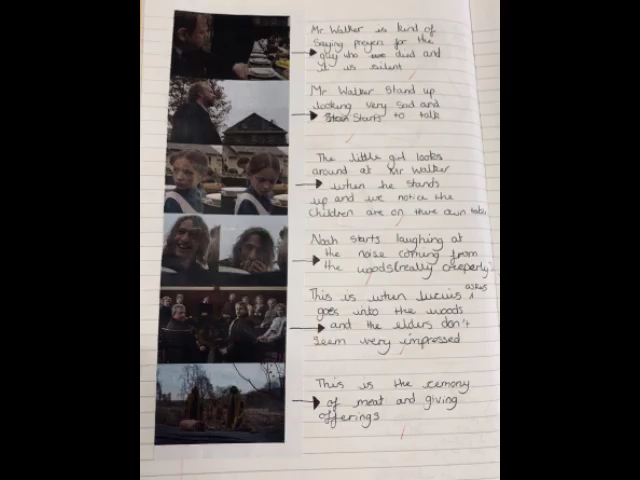 Mr. Walker is kind of
Saying prayers for the
guy who we died and
it is silent
Mr Walker Stand up
looking very Sad and
Starts to talk
The little girl looks
around at Mr Walker
when he stands
up and we notice the
Children are on there own table
Noah starts laughing at
the noise coming from
the woods (really creeperly)
This is when lucius asks
goes into the woods
and the elders don't
seem very impressed
This is the cemony
of meat and giving
offerings